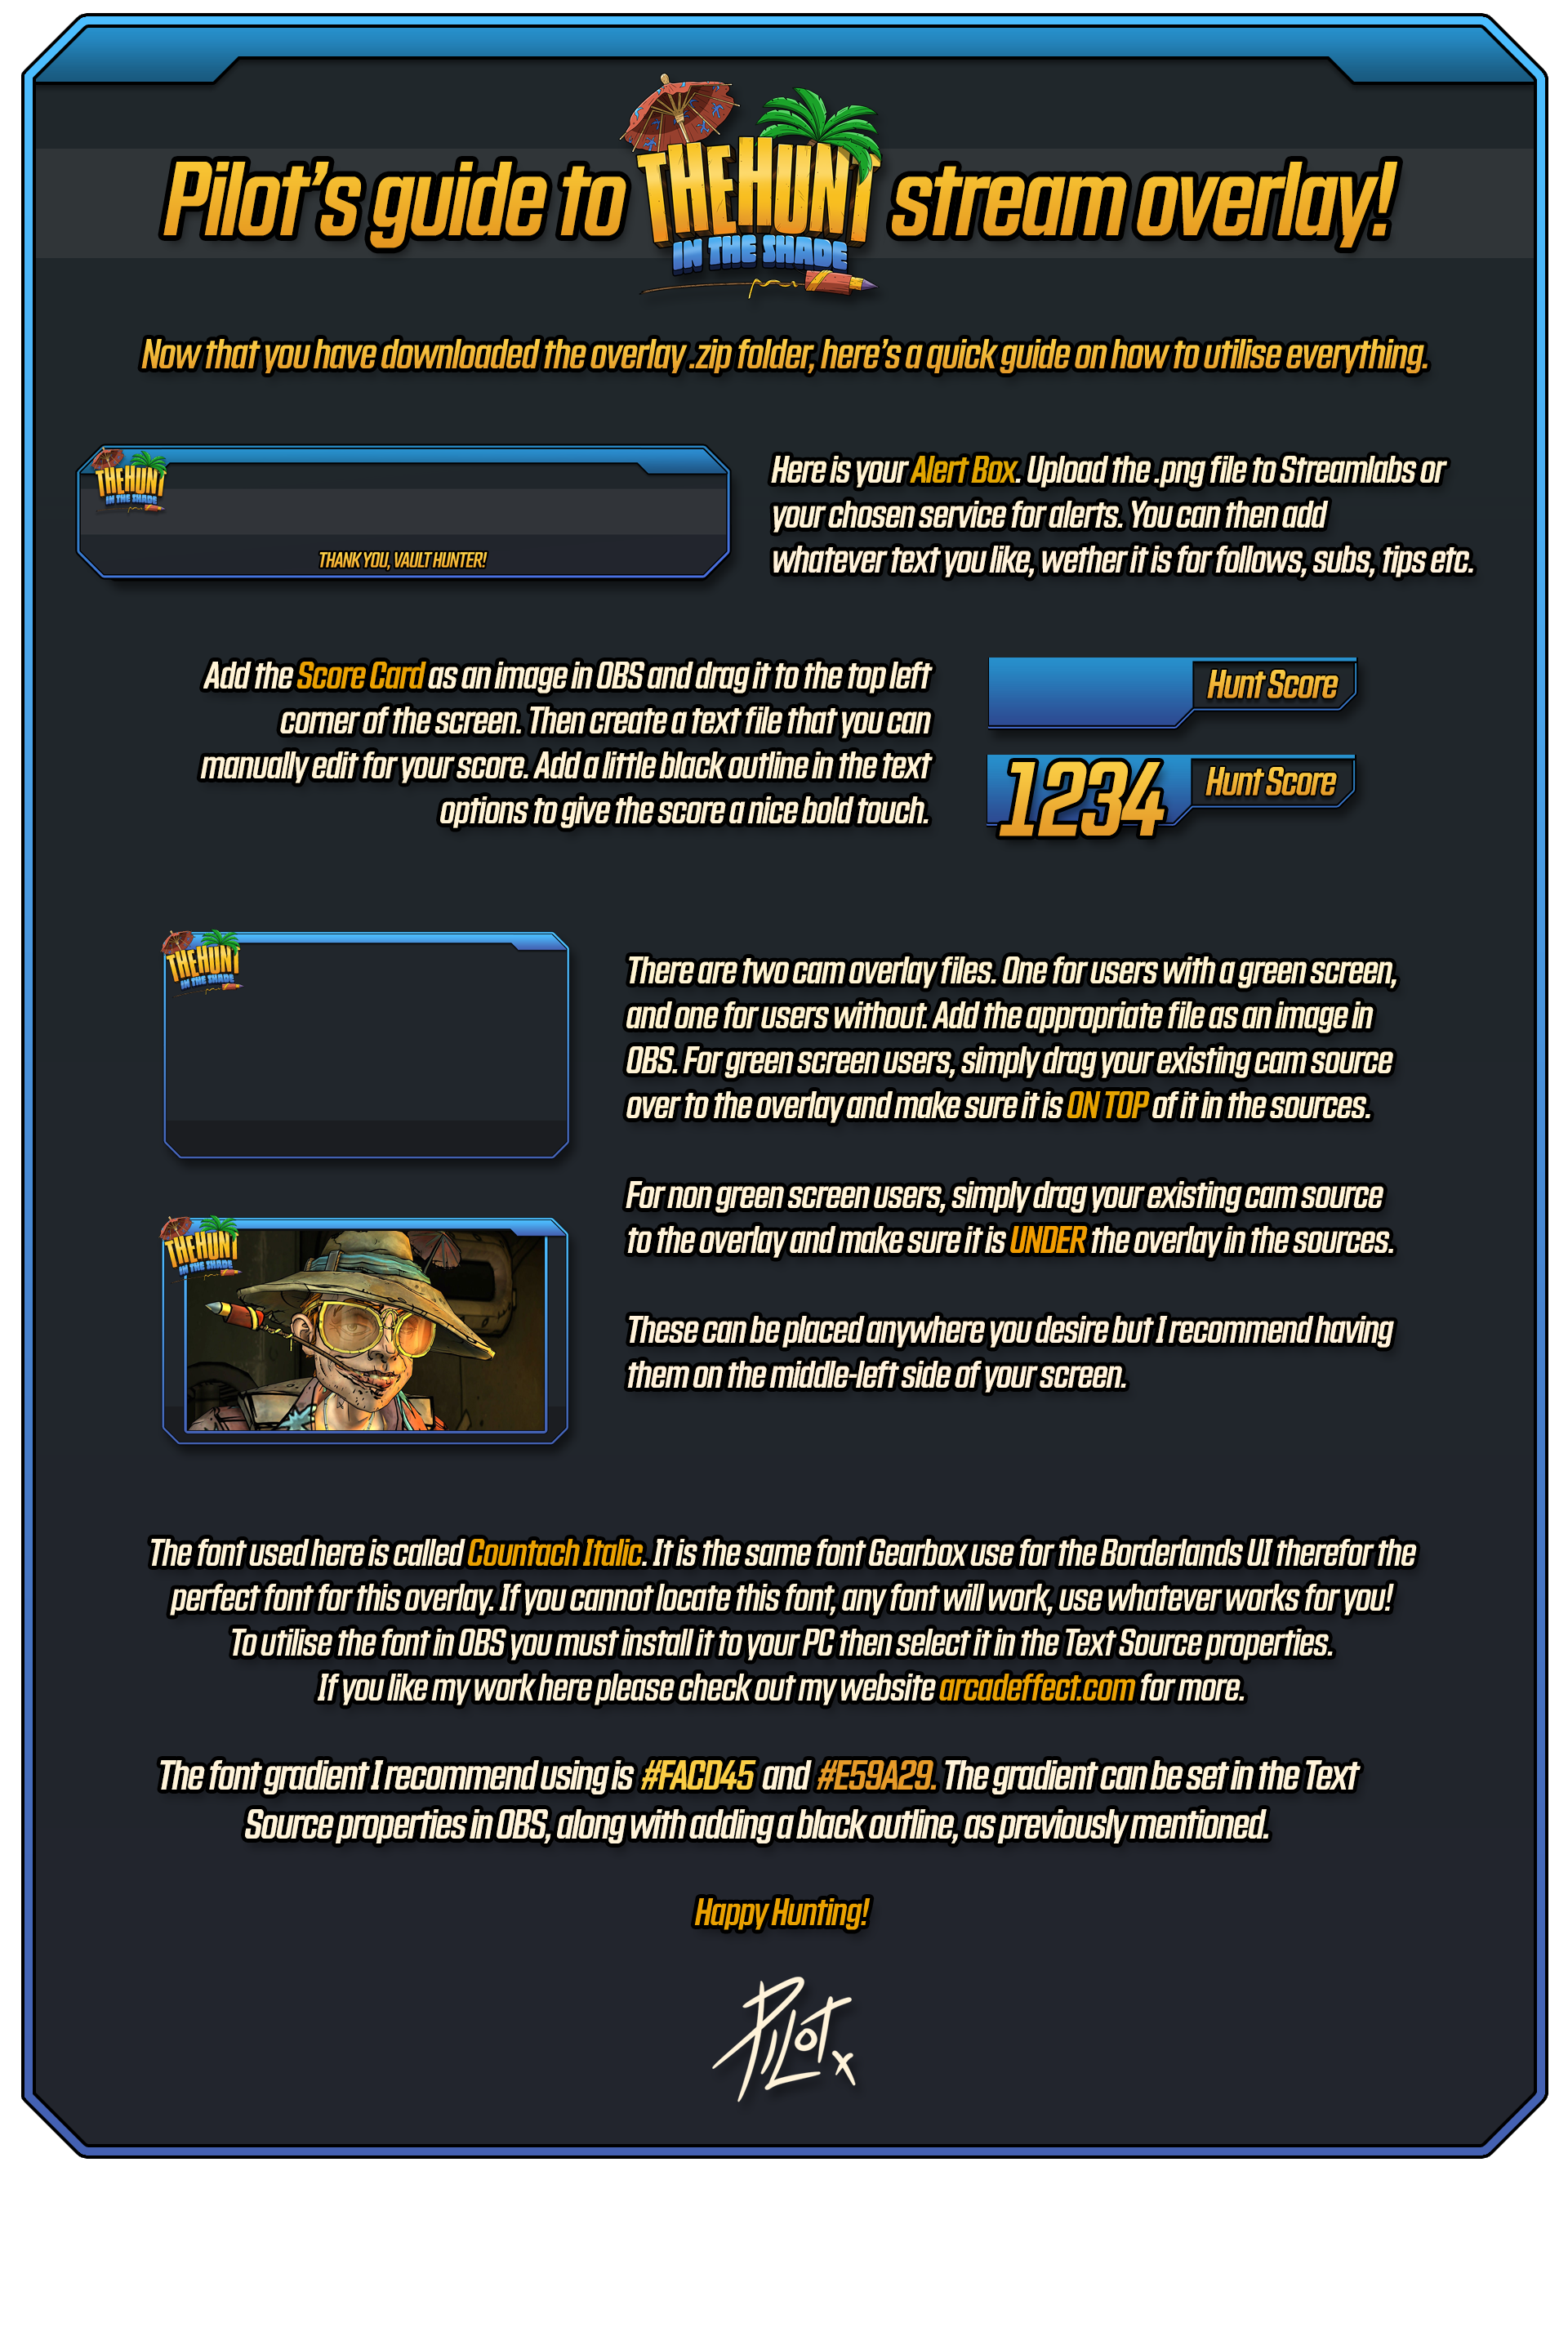 Pilot's guide to THE HUNT IN THE SHADE stream overlay!
Now that you have downloaded the overlay .zip folder, here's a quick guide on how to utilise everything.
THE HUNT
IN THE SHADE
THANK YOU, VAULT HUNTER!
Here is your Alert Box. Upload the .png file to Streamlabs or
your chosen service for alerts. You can then add
whatever text you like, wether it is for follows, subs, tips etc.
Add the Score Card as an image in OBS and drag it to the top left
corner of the screen. Then create a text file that you can
manually edit for your score. Add a little black outline in the text
options to give the score a nice bold touch.
Hunt Score
1234 Hunt Score
THE HUNT
IN THE SHADE
There are two cam overlay files. One for users with a green screen,
and one for users without. Add the appropriate file as an image in
OBS. For green screen users, simply drag your existing cam source
over to the overlay and make sure it is ON TOP of it in the sources.
For non green screen users, simply drag your existing cam source
to the overlay and make sure it is UNDER the overlay in the sources.
THE HUNT
IN THE SHADE
These can be placed anywhere you desire but I recommend having
them on the middle-left side of your screen.
The font used here is called Countach Italic. It is the same font Gearbox use for the Borderlands UI therefor the
perfect font for this overlay. If you cannot locate this font, any font will work, use whatever works for you!
To utilise the font in OBS you must install it to your PC then select it in the Text Source properties.
If you like my work here please check out my website arcadeffect.com for more.
The font gradient I recommend using is #FACD45 and #E59A29. The gradient can be set in the Text
Source properties in OBS, along with adding a black outline, as previously mentioned.
Happy Hunting!
PILOT x